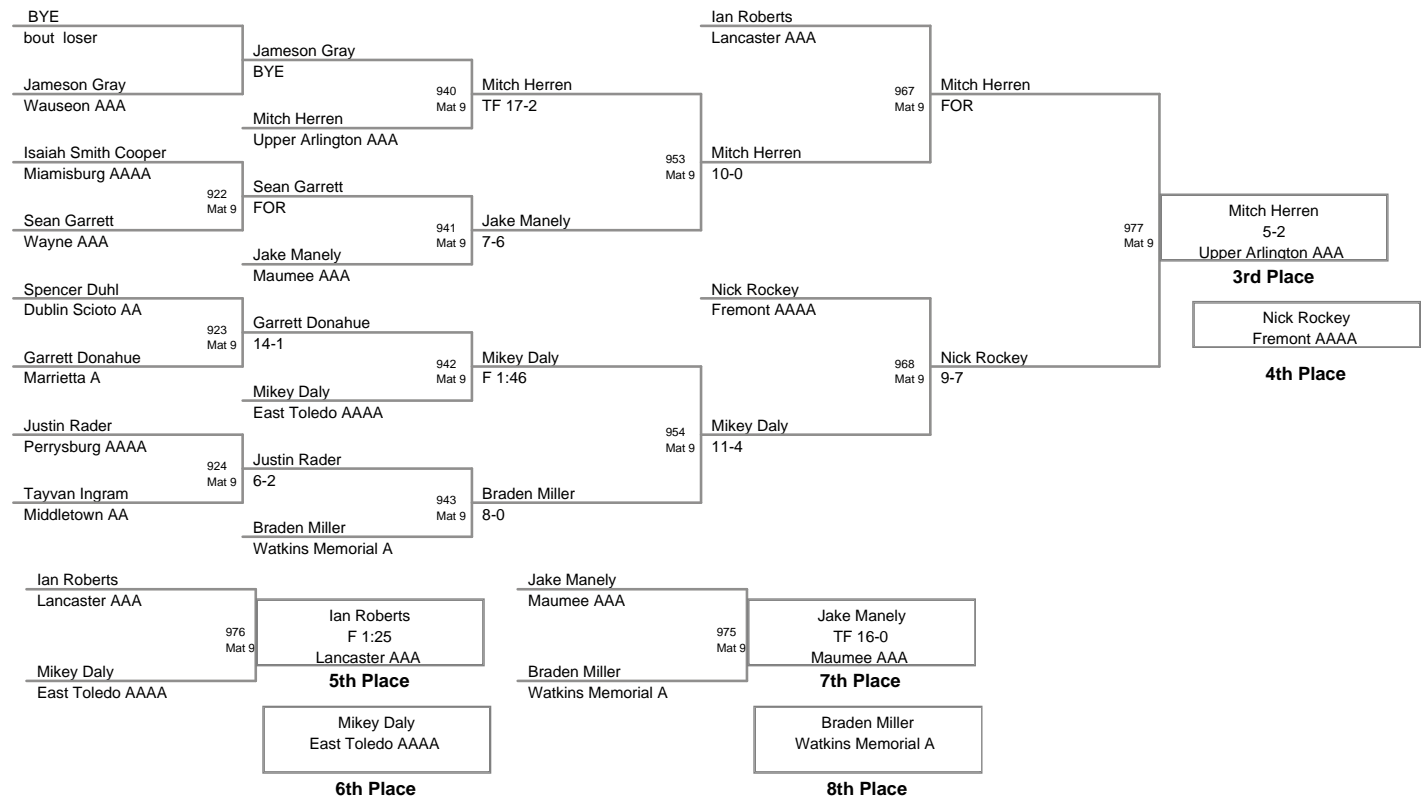 BYE
bout  loser
Jameson Gray
Wauseon AAA
Isaiah Smith Cooper
Miamisburg AAAA
922
Mat 9
Sean Garrett
Wayne AAA
Spencer Duhl
Dublin Scioto AA
923
Mat 9
Garrett Donahue
Marrietta A
Justin Rader
Perrysburg AAAA
924
Mat 9
Tayvan Ingram
Middletown AA
Jameson Gray
BYE
940
Mat 9
Mitch Herren
Upper Arlington AAA
Sean Garrett
FOR
941
Mat 9
Jake Manely
Maumee AAA
Garrett Donahue
14-1
942
Mat 9
Mikey Daly
East Toledo AAAA
Justin Rader
6-2
943
Mat 9
Braden Miller
Watkins Memorial A
Mitch Herren
TF 17-2
953
Mat 9
Jake Manely
7-6
Mikey Daly
F 1:46
954
Mat 9
Braden Miller
8-0
Ian Roberts
Lancaster AAA
967
Mat 9
Mitch Herren
10-0
Nick Rockey
Fremont AAAA
968
Mat 9
Mikey Daly
11-4
Mitch Herren
FOR
977
Mat 9
Nick Rockey
9-7
Mitch Herren
5-2
Upper Arlington AAA
3rd Place
Nick Rockey
Fremont AAAA
4th Place
Ian Roberts
Lancaster AAA
976
Mat 9
Mikey Daly
East Toledo AAAA
Ian Roberts
F 1:25
Lancaster AAA
5th Place
Mikey Daly
East Toledo AAAA
6th Place
Jake Manely
Maumee AAA
975
Mat 9
Braden Miller
Watkins Memorial A
Jake Manely
TF 16-0
Maumee AAA
7th Place
Braden Miller
Watkins Memorial A
8th Place